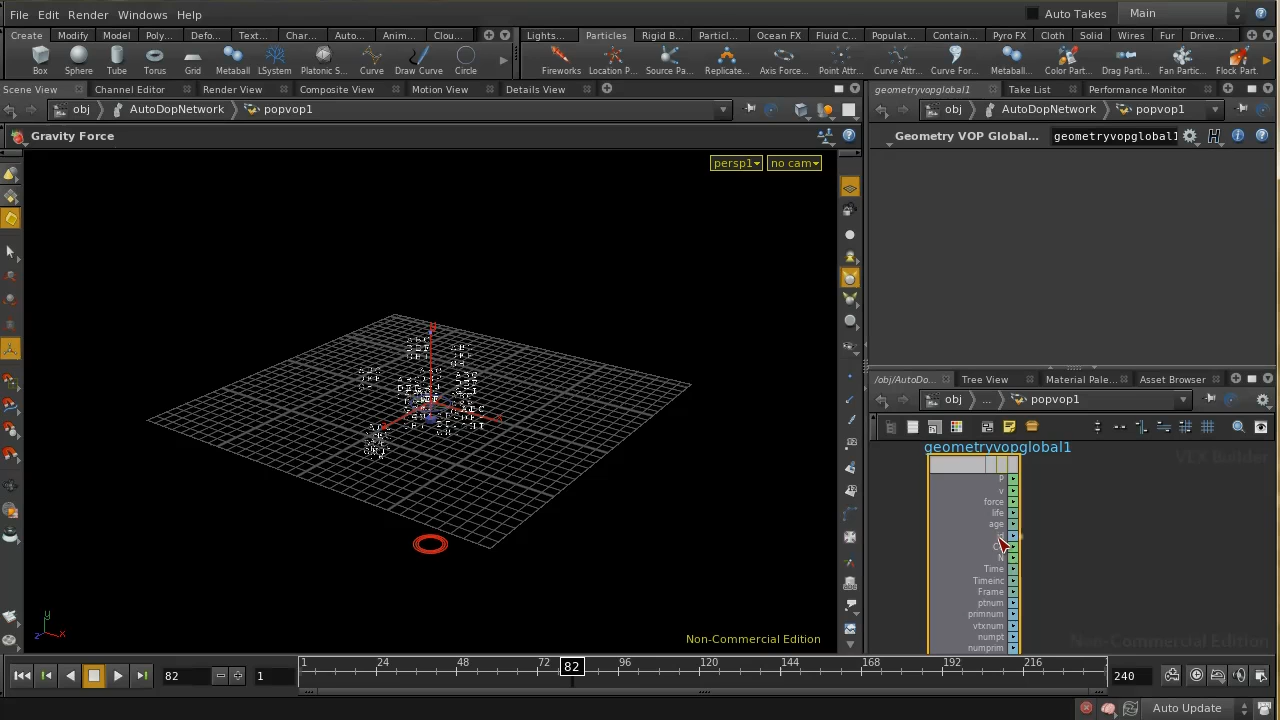 File Edit Render Windows Help Auto Takes Main
Create Modify Model Poly... Defo... Text... Char... Auto... Anim... Clou... Lights... Particles Rigid B... Particl... Ocean FX Fluid C... Populat... Contain... Pyro FX Cloth Solid Wires Fur Drive...
Box Sphere Tube Torus Grid Metaball LSystem Platonic S... Curve Draw Curve Circle Fireworks Location P... Source Pa... Replicate... Axis Force... Point Attr... Curve Attr... Curve For... Metaball... Color Part... Drag Parti... Fan Partic... Flock Part.
Scene View Channel Editor Render View Composite View Motion View Details View geometryvopglobal1 Take List Performance Monitor
obj AutoDopNetwork popvop1 obj AutoDopNetwork popvop1
Gravity Force Geometry VOP Global... geometryvopglobal1
persp1 no cam
/obj/AutoDo... Tree View Material Pale... Asset Browser
obj ... popvop1
geometryvopglobal1
VEX Builder
P
v
force
life
age
N
Time
Timeinc
Frame
ptnum
primnum
vtxnum
numpt
numprim
Non-Commercial Edition
Non-Commercial Edition
y
z x
82 1 1 24 48 72 82 96 120 144 168 192 216 240
Auto Update